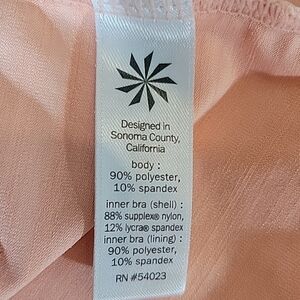 Designed in
Sonoma County,
California
body :
90% polyester,
10% spandex
inner bra (shell) :
88% supplex® nylon,
12% lycra® spandex
inner bra (lining) :
90% polyester,
10% spandex
RN #54023